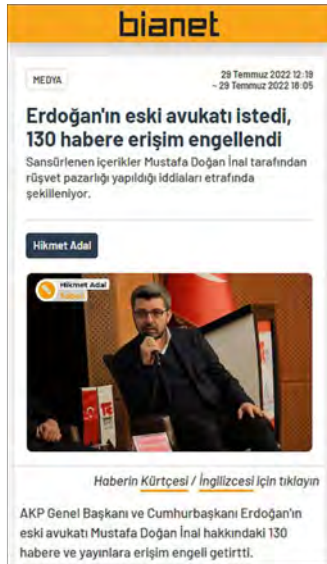 bianet
MEDYA
29 Temmuz 2022 12:19
~ 29 Temmuz 2022 16:05
Erdoğan'ın eski avukatı istedi,
130 habere erişim engellendi
Sansürlenen içerikler Mustafa Doğan İnal tarafından
rüşvet pazarlığı yapıldığı iddiaları etrafında
şekilleniyor.
Hikmet Adal
Hikmet Adal
Haberin Kürtçesi / İngilizcesi için tıklayın
AKP Genel Başkanı ve Cumhurbaşkanı Erdoğan'ın
eski avukatı Mustafa Doğan İnal hakkındaki 130
habere ve yayınlara erişim engeli getirtti.